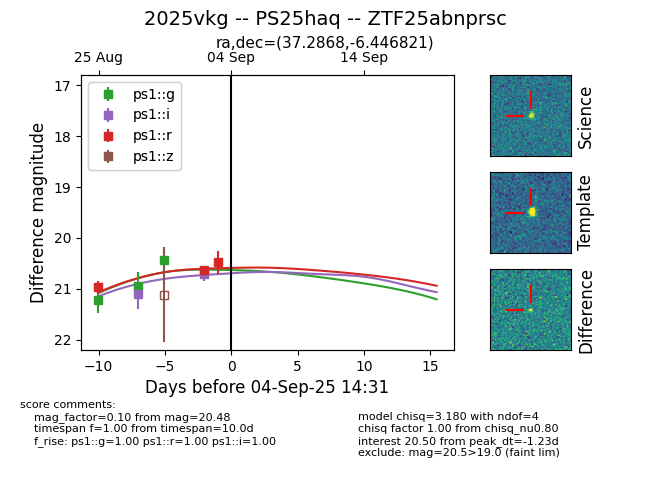 2025vkg -- PS25haq -- ZTF25abnprsc
ra,dec=(37.2868,-6.446821)
25 Aug 04 Sep 14 Sep
17
18
19
20
21
22
Difference magnitude
ps1::g
ps1::i
ps1::r
ps1::z
−10 −5 0 5 10 15
Days before 04-Sep-25 14:31
Science
Template
Difference
score comments:
mag_factor=0.10 from mag=20.48
timespan f=1.00 from timespan=10.0d
f_rise: ps1::g=1.00 ps1::r=1.00 ps1::i=1.00
model chisq=3.180 with ndof=4
chisq factor 1.00 from chisq_nu0.80
interest 20.50 from peak_dt=-1.23d
exclude: mag=20.5>19.0 (faint lim)